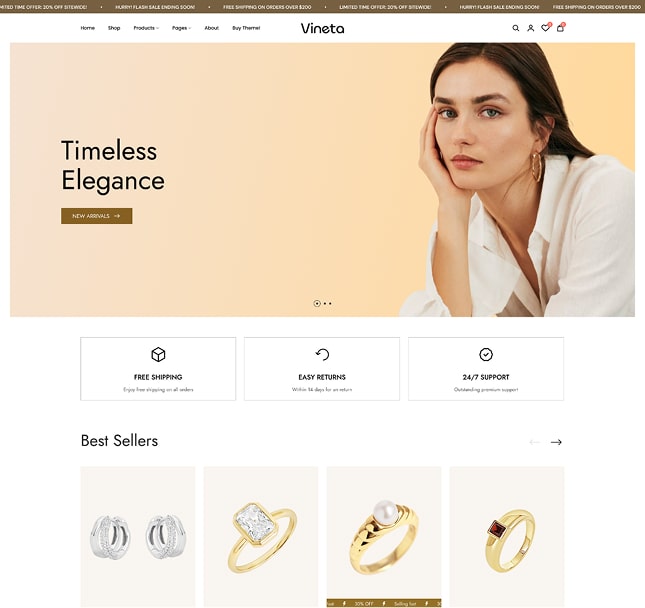 LIMITED TIME OFFER: 20% OFF SITEWIDE! • HURRY! FLASH SALE ENDING SOON! • FREE SHIPPING ON ORDERS OVER $200 • LIMITED TIME OFFER: 20% OFF SITEWIDE! • HURRY! FLASH SALE ENDING SOON! FREE SHIPPING ON ORDERS OVER $200
Home Shop Products Pages About Buy Theme! Vineta
Timeless
Elegance
NEW ARRIVALS
FREE SHIPPING EASY RETURNS 24/7 SUPPORT
Enjoy free shipping on all orders Within 14 days for an return Outstanding premium support
Best Sellers
30% OFF Selling fast